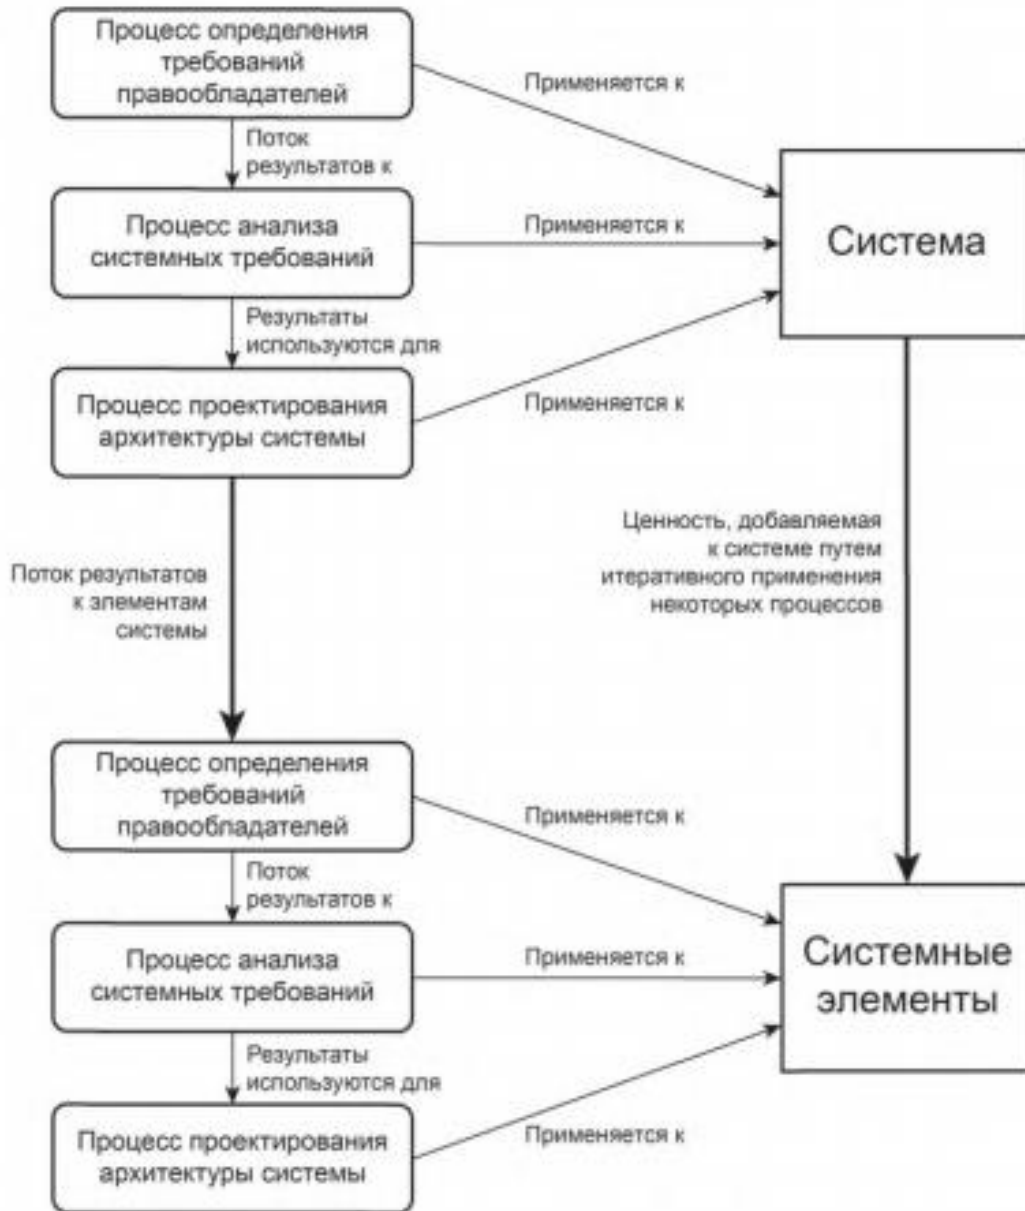 Процесс определения
требований
правообладателей
Применяется к
Поток
результатов к
Процесс анализа
системных требований
Применяется к
Система
Результаты
используются для
Процесс проектирования
архитектуры системы
Применяется к
Поток результатов
к элементам
системы
Ценность, добавляемая
к системе путем
итеративного применения
некоторых процессов
Процесс определения
требований
правообладателей
Применяется к
Поток
результатов к
Процесс анализа
системных требований
Применяется к
Системные
элементы
Результаты
используются для
Процесс проектирования
архитектуры системы
Применяется к